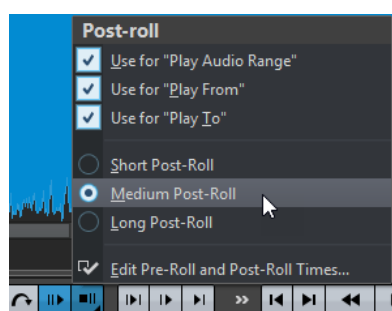 Post-roll
Use for "Play Audio Range"
Use for "Play From"
Use for "Play To"
Short Post-Roll
Medium Post-Roll
Long Post-Roll
Edit Pre-Roll and Post-Roll Times...